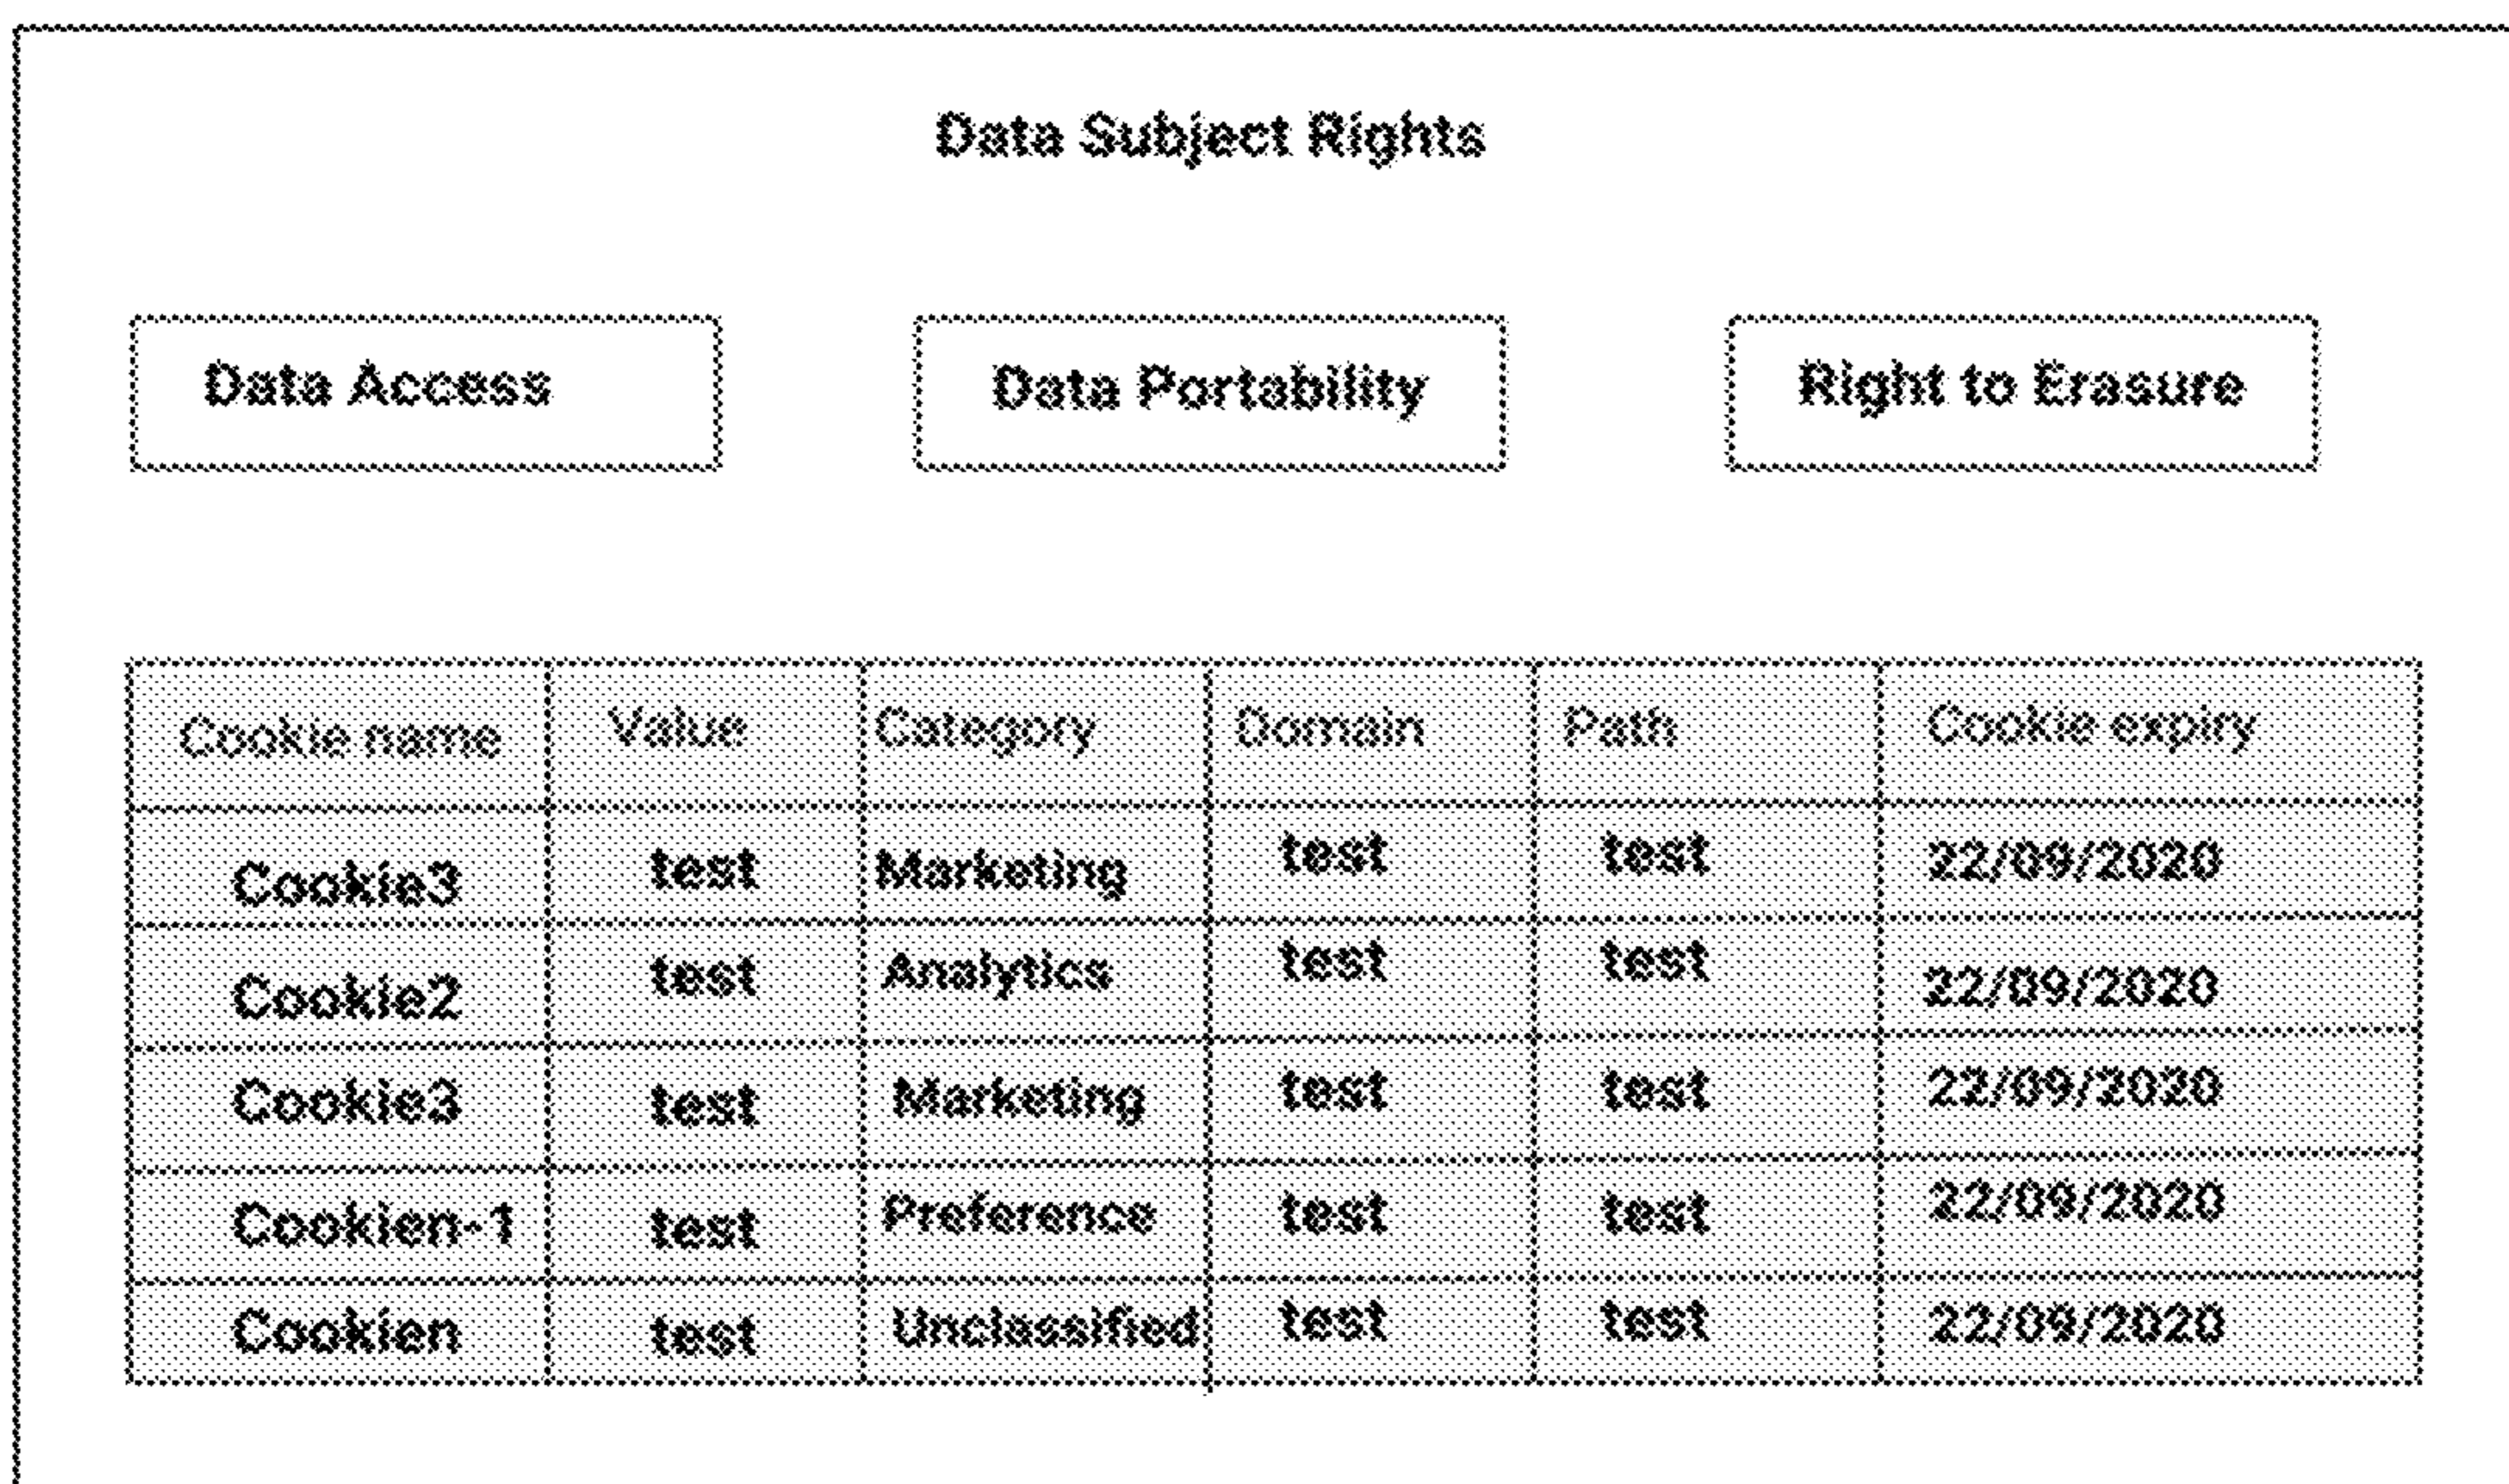 Data Subject Rights
Data Access Data Portability Right to Erasure
Cookie name Value Category Domain Path Cookie expiry
Cookie3 test Marketing test test 22/09/2020
Cookie2 test Analytics test test 22/09/2020
Cookie3 test Marketing test test 22/09/2020
Cookien-1 test Preference test test 22/09/2020
Cookien test Unclassified test test 22/09/2020